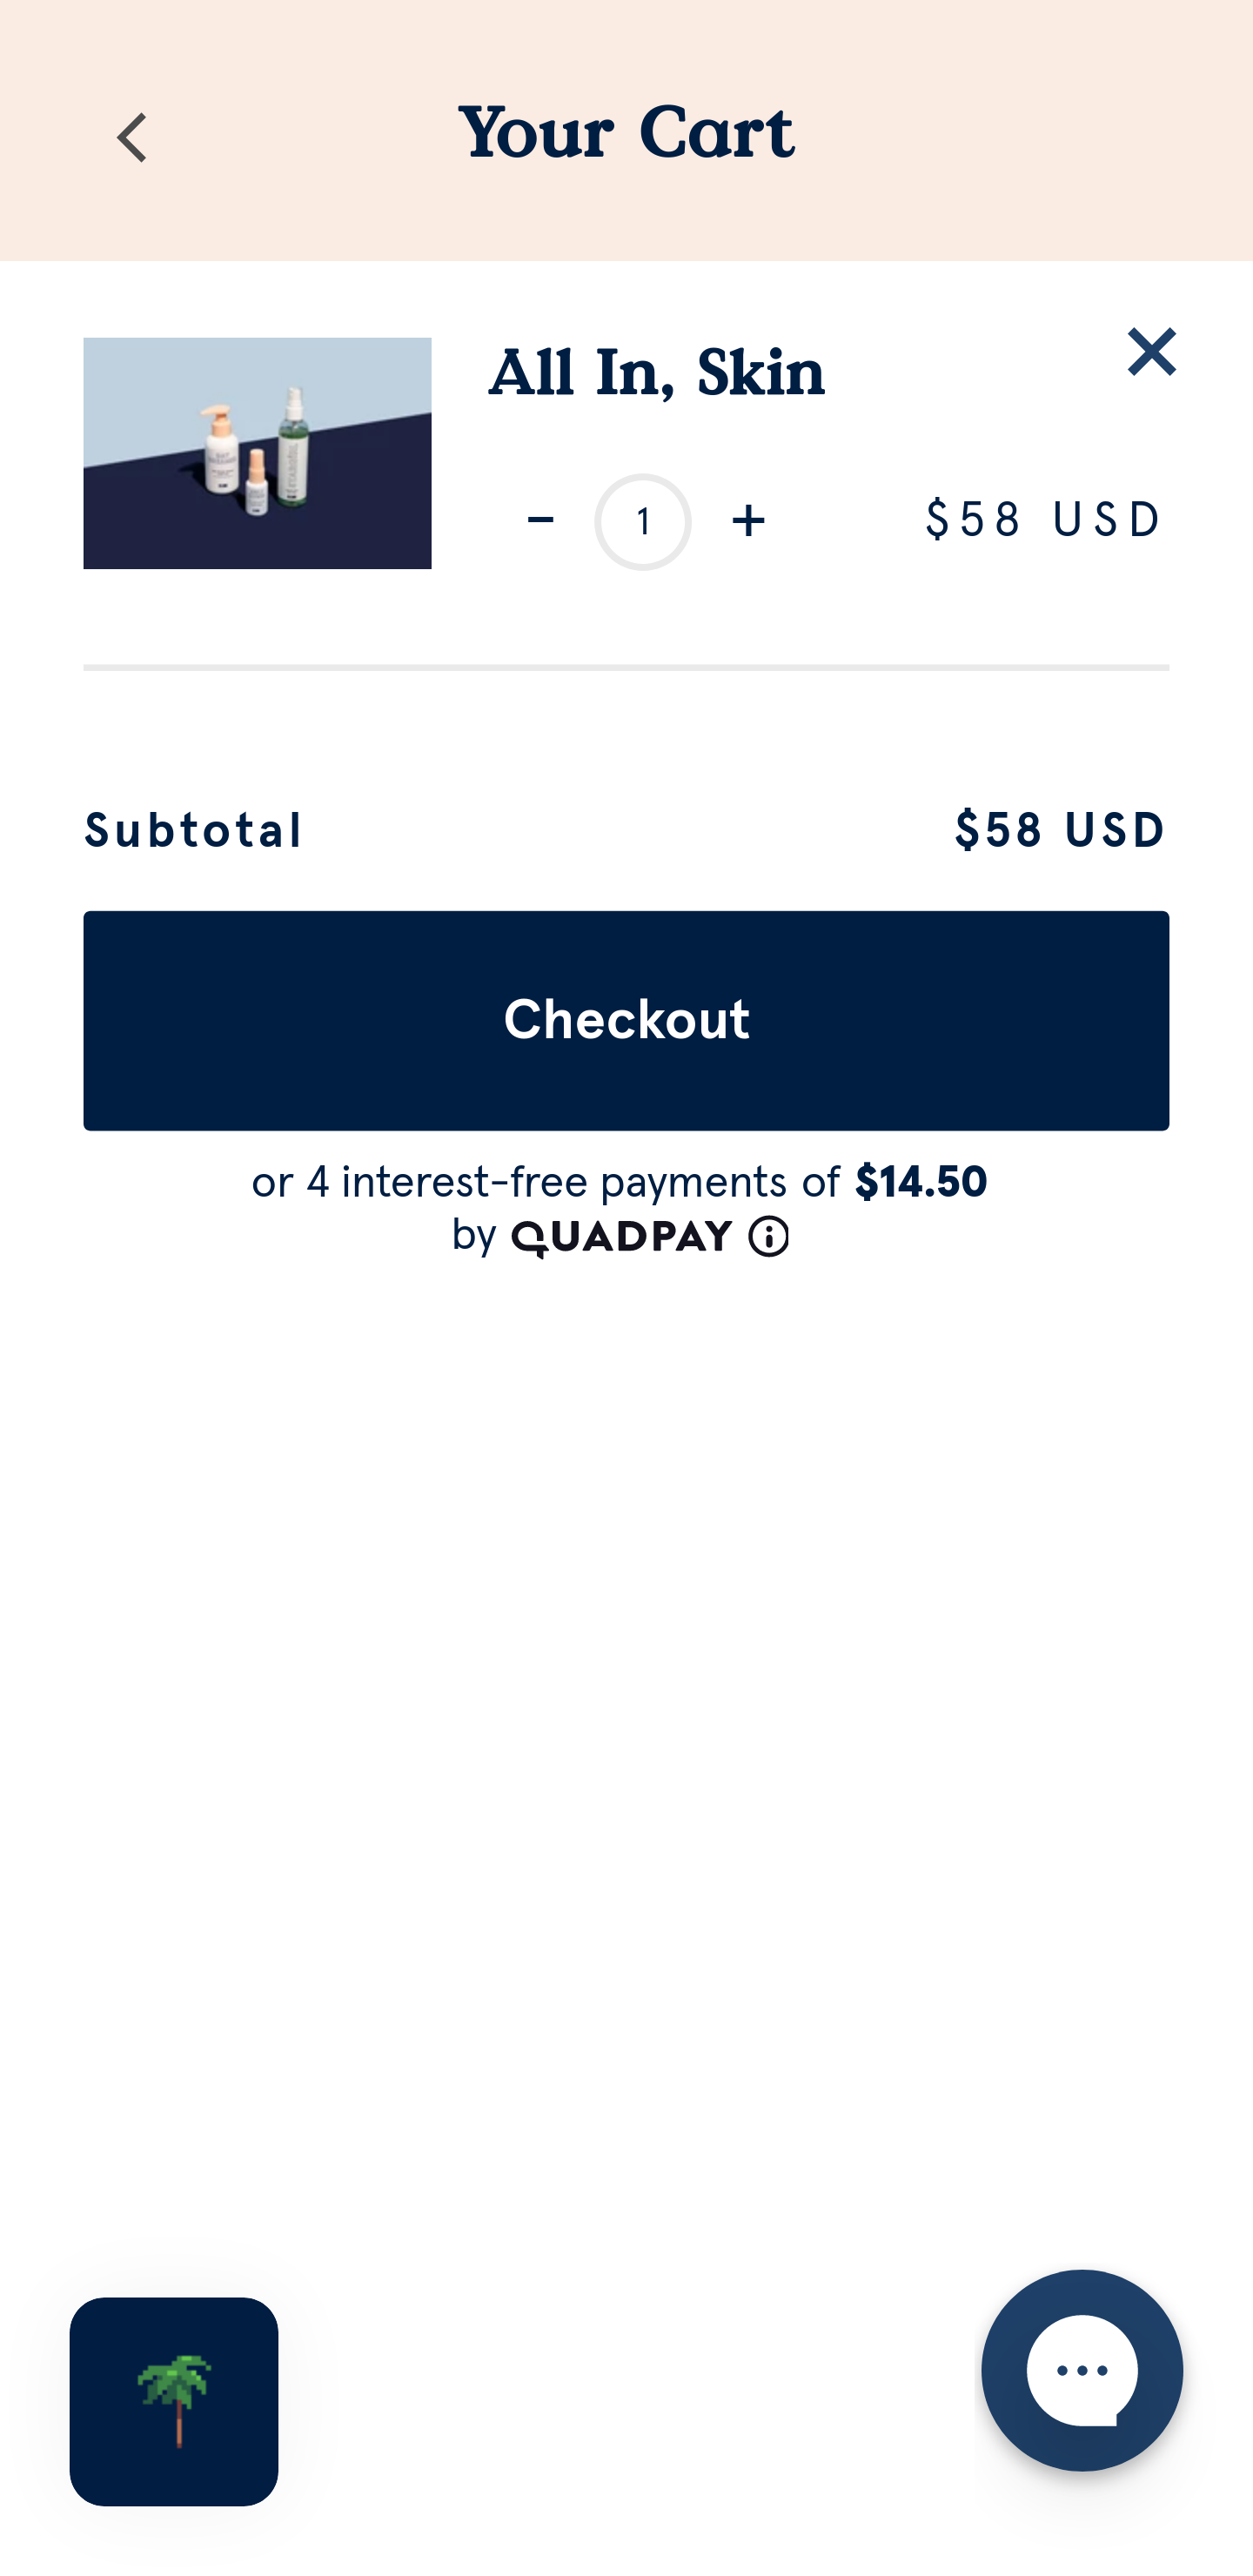 Your Cart
All In, Skin
- 1 + $58 USD
Subtotal $58 USD
Checkout
or 4 interest-free payments of $14.50
by QUADPAY